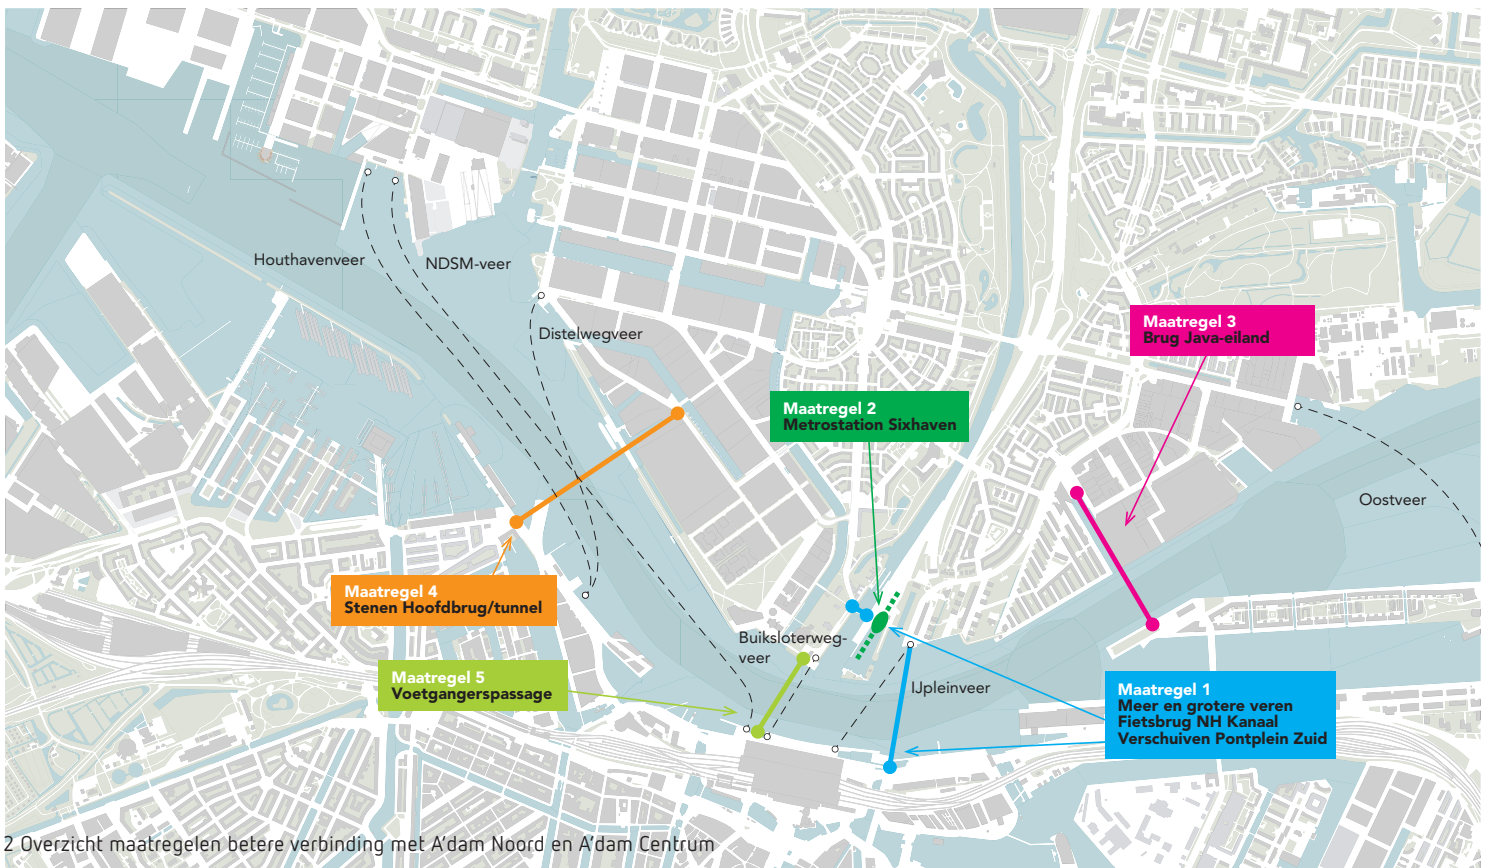 Houthavenveer
NDSM-veer
Distelwegveer
Maatregel 3
Brug Java-eiland
Maatregel 2
Metrostation Sixhaven
Oostveer
Maatregel 4
Stenen Hoofdbrug/tunnel
Buiksloterweg-
veer
Maatregel 5
Voetgangerspassage
IJpleinveer
Maatregel 1
Meer en grotere veren
Fietsbrug NH Kanaal
Verschuiven Pontplein Zuid
2 Overzicht maatregelen betere verbinding met A'dam Noord en A'dam Centrum